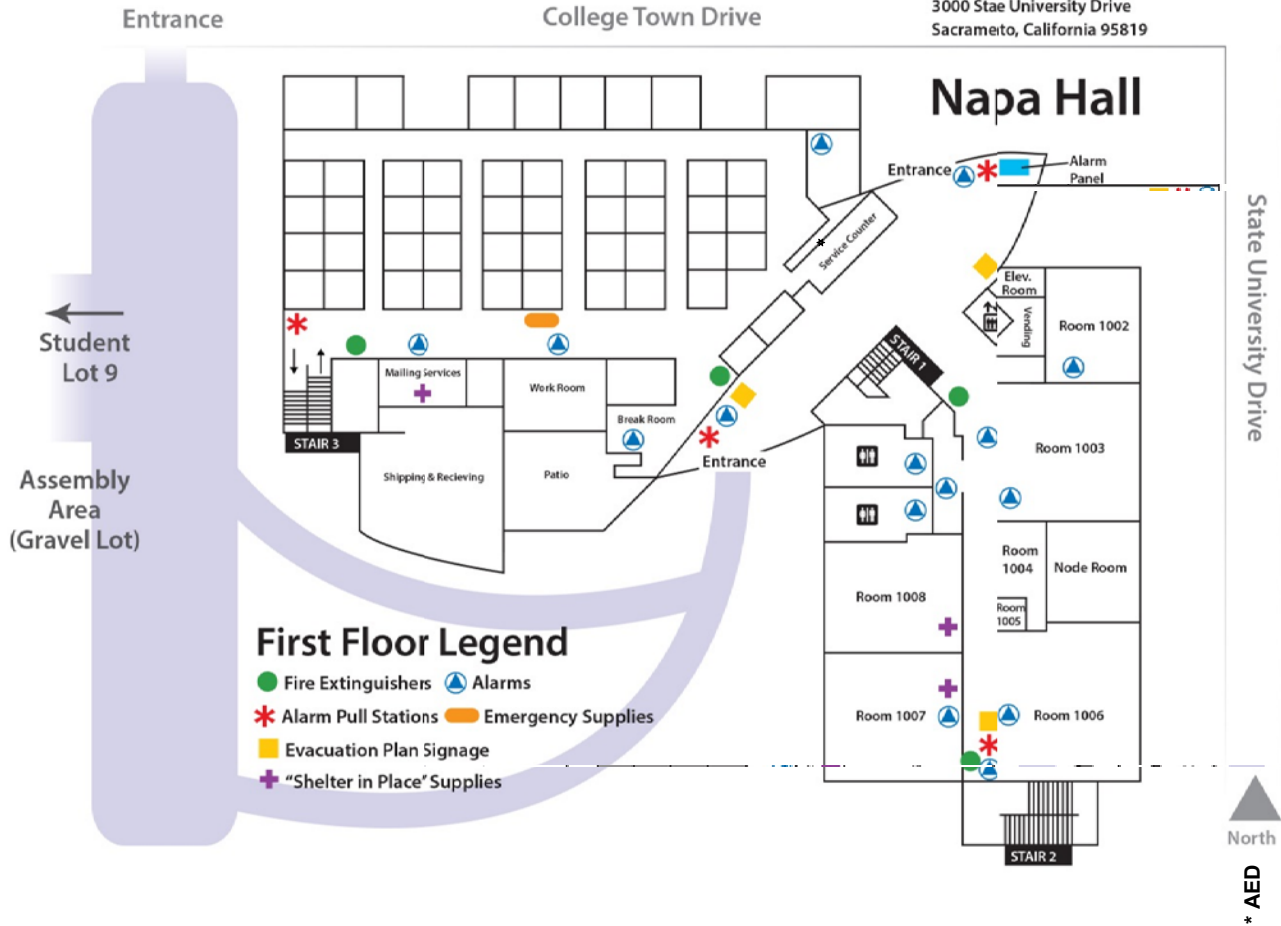 Entrance
College Town Drive
3000 Stae University Drive
Sacrameto, California 95819
Napa Hall
Entrance
Alarm
Panel
State University Drive
Service Counter
Elev.
Room
Vending
Room 1002
Student
Lot 9
STAIR 1
Mailing Services
Work Room
Break Room
STAIR 3
Room 1003
Entrance
Shipping & Recieving
Patio
Assembly
Area
(Gravel Lot)
Room
1004
Node Room
Room 1008
Room
1005
First Floor Legend
Fire Extinguishers
Alarms
Alarm Pull Stations
Emergency Supplies
Evacuation Plan Signage
"Shelter in Place" Supplies
Room 1007
Room 1006
North
STAIR 2
* AED